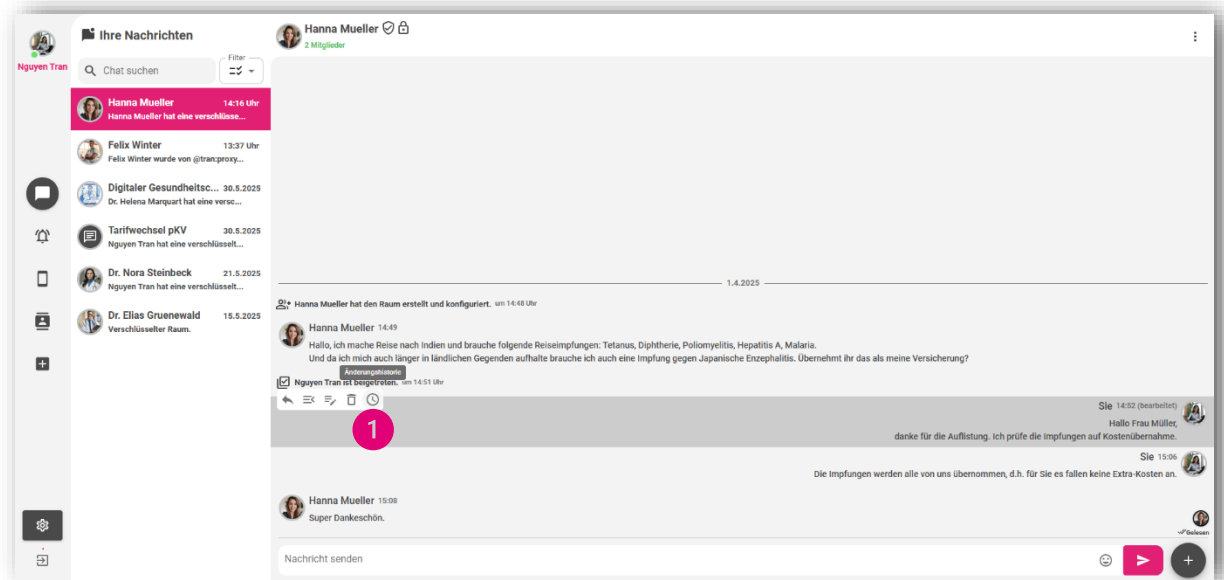 Nguyen Tran
Ihre Nachrichten
Chat suchen
Filter
Hanna Mueller 14:16 Uhr
Hanna Mueller hat eine verschlüsse...
Felix Winter 13:37 Uhr
Felix Winter wurde von @tran:proxy...
Digitaler Gesundheitsc... 30.5.2025
Dr. Helena Marquart hat eine versc...
Tarifwechsel pKV 30.5.2025
Nguyen Tran hat eine verschlüsselt...
Dr. Nora Steinbeck 21.5.2025
Nguyen Tran hat eine verschlüsselt...
Dr. Elias Gruenewald 15.5.2025
Verschlüsselter Raum.
Hanna Mueller
2 Mitglieder
1.4.2025
Hanna Mueller hat den Raum erstellt und konfiguriert. um 14:48 Uhr
Hanna Mueller 14:49
Hallo, ich mache Reise nach Indien und brauche folgende Reiseimpfungen: Tetanus, Diphtherie, Poliomyelitis, Hepatitis A, Malaria.
Und da ich mich auch länger in ländlichen Gegenden aufhalte brauche ich auch eine Impfung gegen Japanische Enzephalitis. Übernehmt ihr das als meine Versicherung?
Änderungshistorie
Nguyen Tran ist beigetreten. um 14:51 Uhr
1
Sie 14:52 (bearbeitet)
Hallo Frau Müller,
danke für die Auflistung. Ich prüfe die Impfungen auf Kostenübernahme.
Sie 15:06
Die Impfungen werden alle von uns übernommen, d.h. für Sie es fallen keine Extra-Kosten an.
Hanna Mueller 15:08
Super Dankeschön.
Gelesen
Nachricht senden